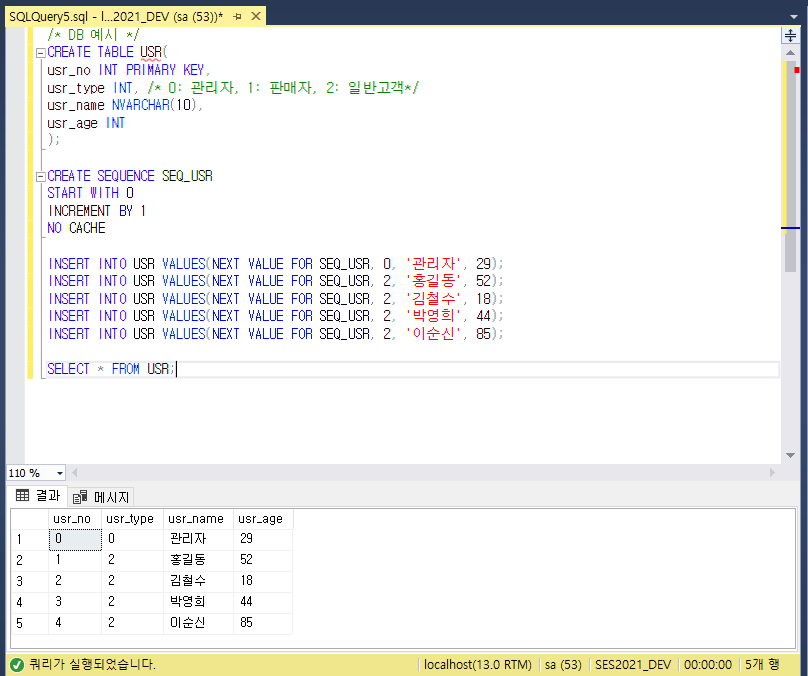 SQLQuery5.sql - l...2021_DEV (sa (53))*
/* DB 예시 */
CREATE TABLE USR(
usr_no INT PRIMARY KEY,
usr_type INT, /* 0: 관리자, 1: 판매자, 2: 일반고객*/
usr_name NVARCHAR(10),
usr_age INT
);
CREATE SEQUENCE SEQ_USR
START WITH 0
INCREMENT BY 1
NO CACHE
INSERT INTO USR VALUES(NEXT VALUE FOR SEQ_USR, 0, '관리자', 29);
INSERT INTO USR VALUES(NEXT VALUE FOR SEQ_USR, 2, '홍길동', 52);
INSERT INTO USR VALUES(NEXT VALUE FOR SEQ_USR, 2, '김철수', 18);
INSERT INTO USR VALUES(NEXT VALUE FOR SEQ_USR, 2, '박영희', 44);
INSERT INTO USR VALUES(NEXT VALUE FOR SEQ_USR, 2, '이순신', 85);
SELECT * FROM USR;
110 %
결과 메시지
usr_no usr_type usr_name usr_age
1 0 0 관리자 29
2 1 2 홍길동 52
3 2 2 김철수 18
4 3 2 박영희 44
5 4 2 이순신 85
쿼리가 실행되었습니다. localhost(13.0 RTM) sa (53) SES2021_DEV 00:00:00 5개 행